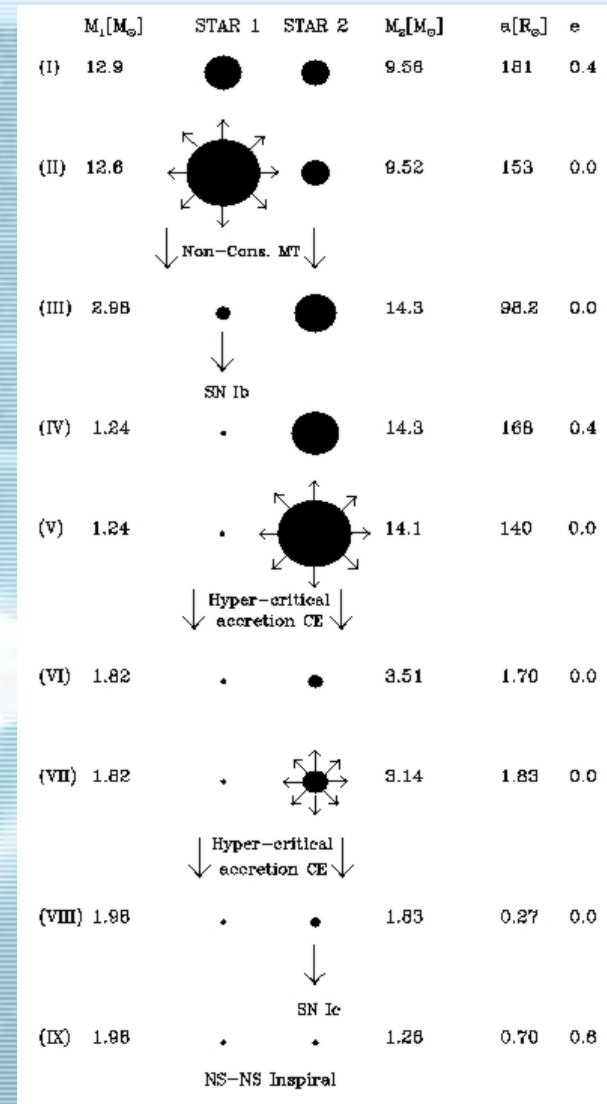 M₁[M⊙] STAR 1 STAR 2 M₂[M⊙] a[R⊙] e
(I) 12.9 9.56 181 0.4
(II) 12.6 9.52 153 0.0
Non-Cons. MT
(III) 2.98 14.3 98.2 0.0
SN Ib
(IV) 1.24 14.3 168 0.4
(V) 1.24 14.1 140 0.0
Hyper-critical
accretion CE
(VI) 1.82 3.51 1.70 0.0
(VII) 1.82 3.14 1.83 0.0
Hyper-critical
accretion CE
(VIII) 1.98 1.83 0.27 0.0
SN Ic
(IX) 1.98 1.26 0.70 0.6
NS-NS Inspiral